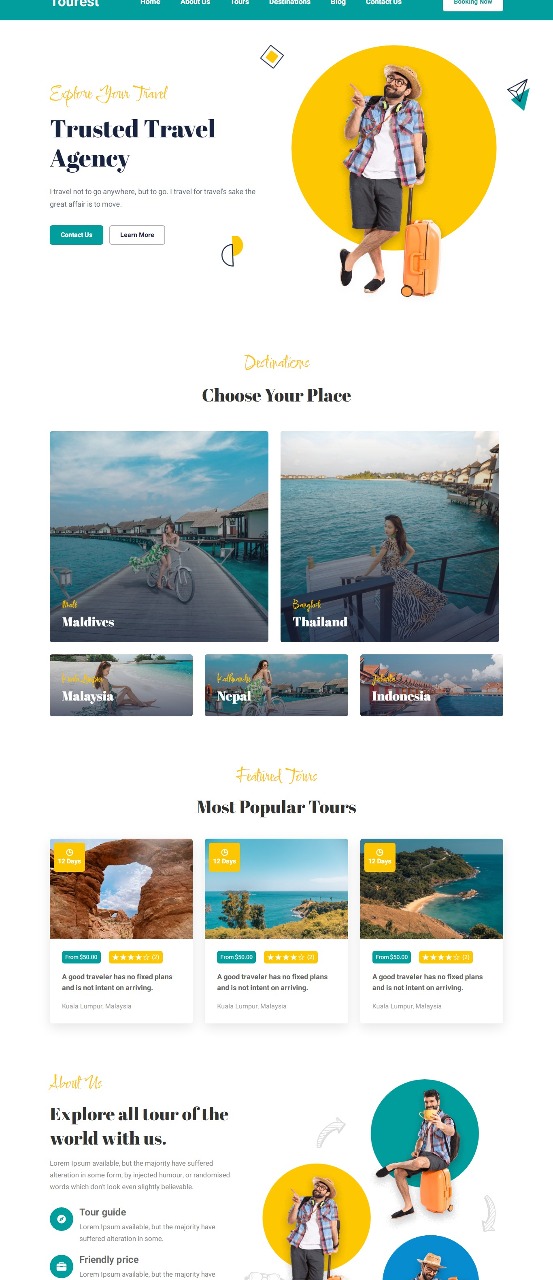 Tourest
Home About Us Tours Destinations Blog Contact Us Booking Now
Explore Your Travel
Trusted Travel
Agency
I travel not to go anywhere, but to go. I travel for travel's sake the
great affair is to move.
Contact Us Learn More
Destinations
Choose Your Place
Malé
Maldives
Bangkok
Thailand
Malaysia
Nepal
Jakarta
Indonesia
Featured Tours
Most Popular Tours
12 Days
12 Days
12 Days
From $50.00 (2)
From $50.00 (2)
From $50.00 (2)
A good traveler has no fixed plans
and is not intent on arriving.
Kuala Lumpur, Malaysia
A good traveler has no fixed plans
and is not intent on arriving.
Kuala Lumpur, Malaysia
A good traveler has no fixed plans
and is not intent on arriving.
Kuala Lumpur, Malaysia
About Us
Explore all tour of the
world with us.
Lorem Ipsum available, but the majority have suffered
alteration in some form, by injected humour, or randomised
words which don't look even slightly believable.
Tour guide
Lorem Ipsum available, but the majority have
suffered alteration in some.
Friendly price
Lorem Ipsum available, but the majority have